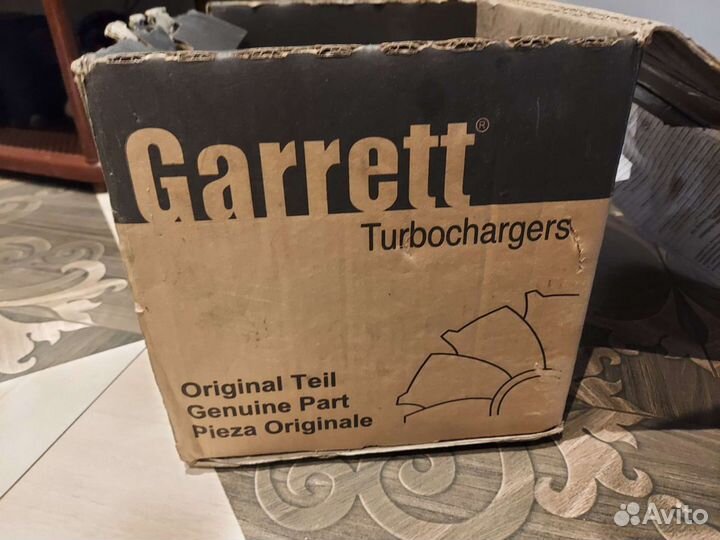 Garrett®
Turbochargers
Original Teil
Genuine Part
Pieza Originale
Avito